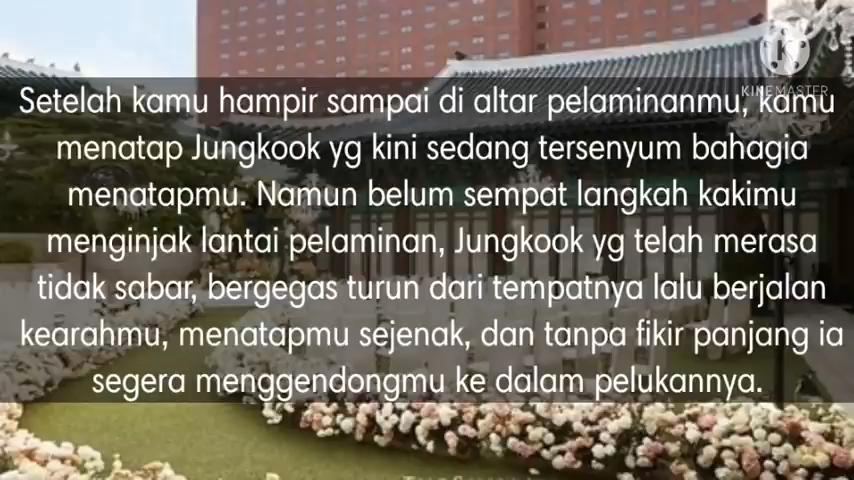 KINEMASTER
Setelah kamu hampir sampai di altar pelaminanmu, kamu
menatap Jungkook yg kini sedang tersenyum bahagia
menatapmu. Namun belum sempat langkah kakimu
menginjak lantai pelaminan, Jungkook yg telah merasa
tidak sabar, bergegas turun dari tempatnya lalu berjalan
kearahmu, menatapmu sejenak, dan tanpa fikir panjang ia
segera menggendongmu ke dalam pelukannya.